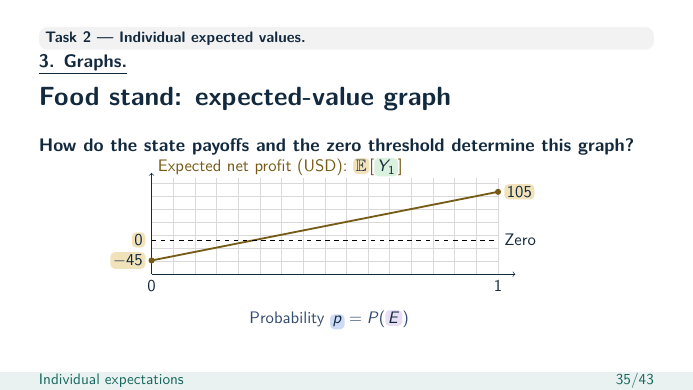 Task 2 — Individual expected values.
3. Graphs.
Food stand: expected-value graph
How do the state payoffs and the zero threshold determine this graph?
Expected net profit (USD): 𝔼[Y₁]
105
0
Zero
−45
0
1
Probability p = P(E)
Individual expectations
35/43